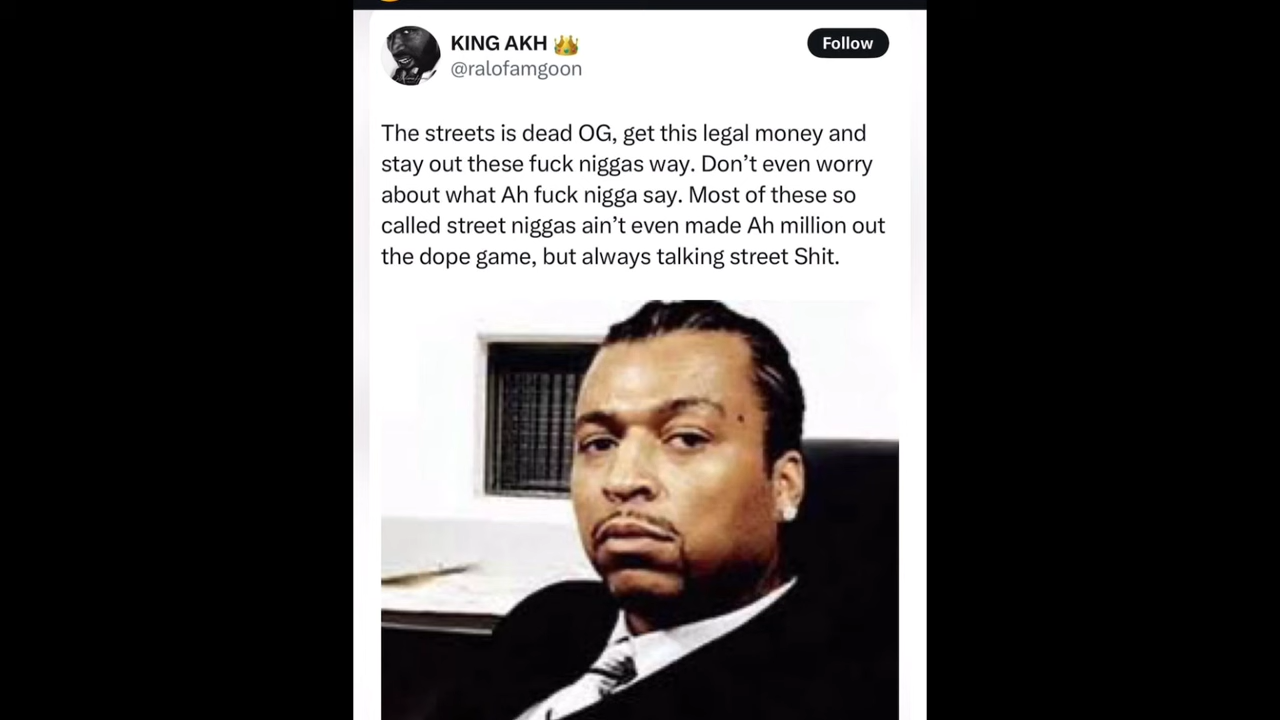 KING AKH 👑
Follow
@ralofamgoon
The streets is dead OG, get this legal money and
stay out these fuck niggas way. Don’t even worry
about what Ah fuck nigga say. Most of these so
called street niggas ain’t even made Ah million out
the dope game, but always talking street Shit.